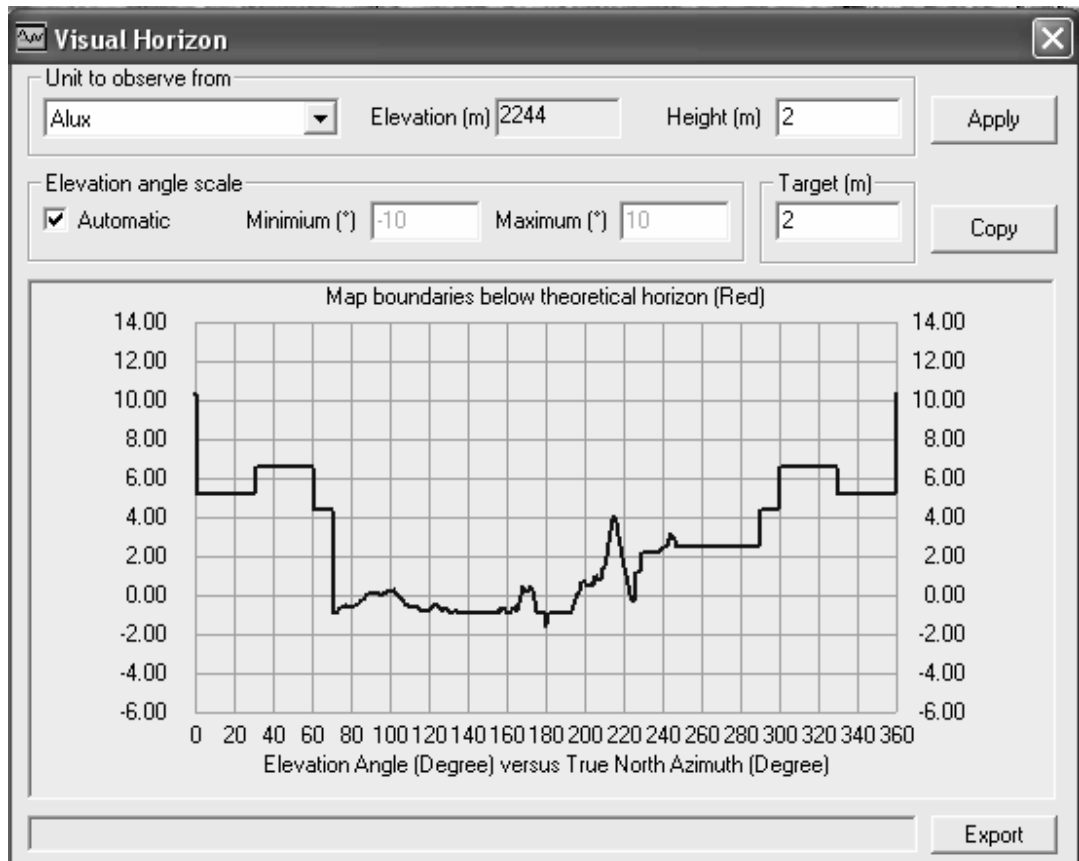 Visual Horizon
Unit to observe from
Alux
Elevation (m) 2244
Height (m) 2
Apply
Elevation angle scale
Automatic
Minimium (°) -10
Maximum (°) 10
Target (m)
2
Copy
Map boundaries below theoretical horizon (Red)
14.00 14.00
12.00 12.00
10.00 10.00
8.00 8.00
6.00 6.00
4.00 4.00
2.00 2.00
0.00 0.00
-2.00 -2.00
-4.00 -4.00
-6.00 -6.00
0 20 40 60 80 100 120 140 160 180 200 220 240 260 280 300 320 340 360
Elevation Angle (Degree) versus True North Azimuth (Degree)
Export